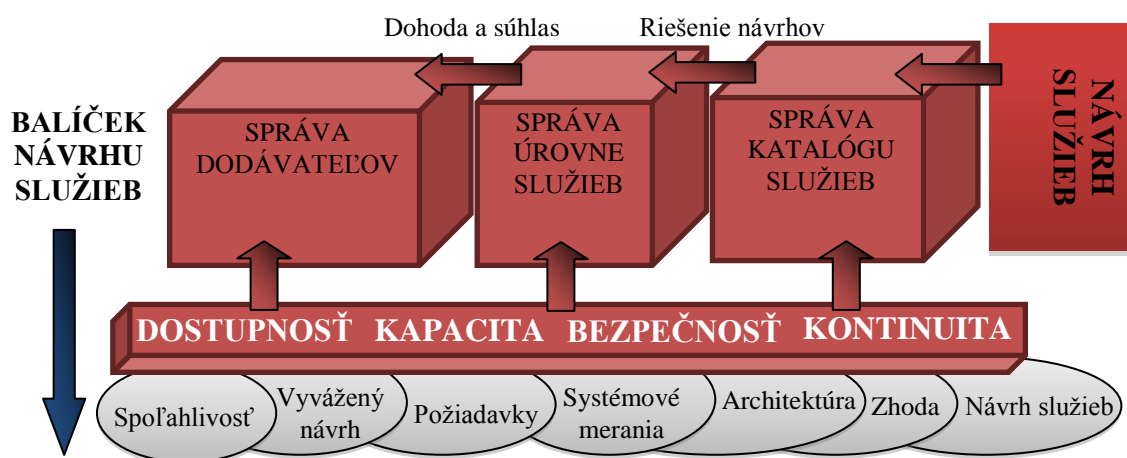 Dohoda a súhlas
Riešenie návrhov
BALÍČEK
NÁVRHU
SLUŽIEB
SPRÁVA
DODÁVATEĽOV
SPRÁVA
ÚROVNE
SLUŽIEB
SPRÁVA
KATALÓGU
SLUŽIEB
NÁVRH
SLUŽIEB
DOSTUPNOSŤ KAPACITA BEZPEČNOSŤ KONTINUITA
Spoľahlivosť
Vyvážený
návrh
Požiadavky
Systémové
merania
Architektúra
Zhoda
Návrh služieb